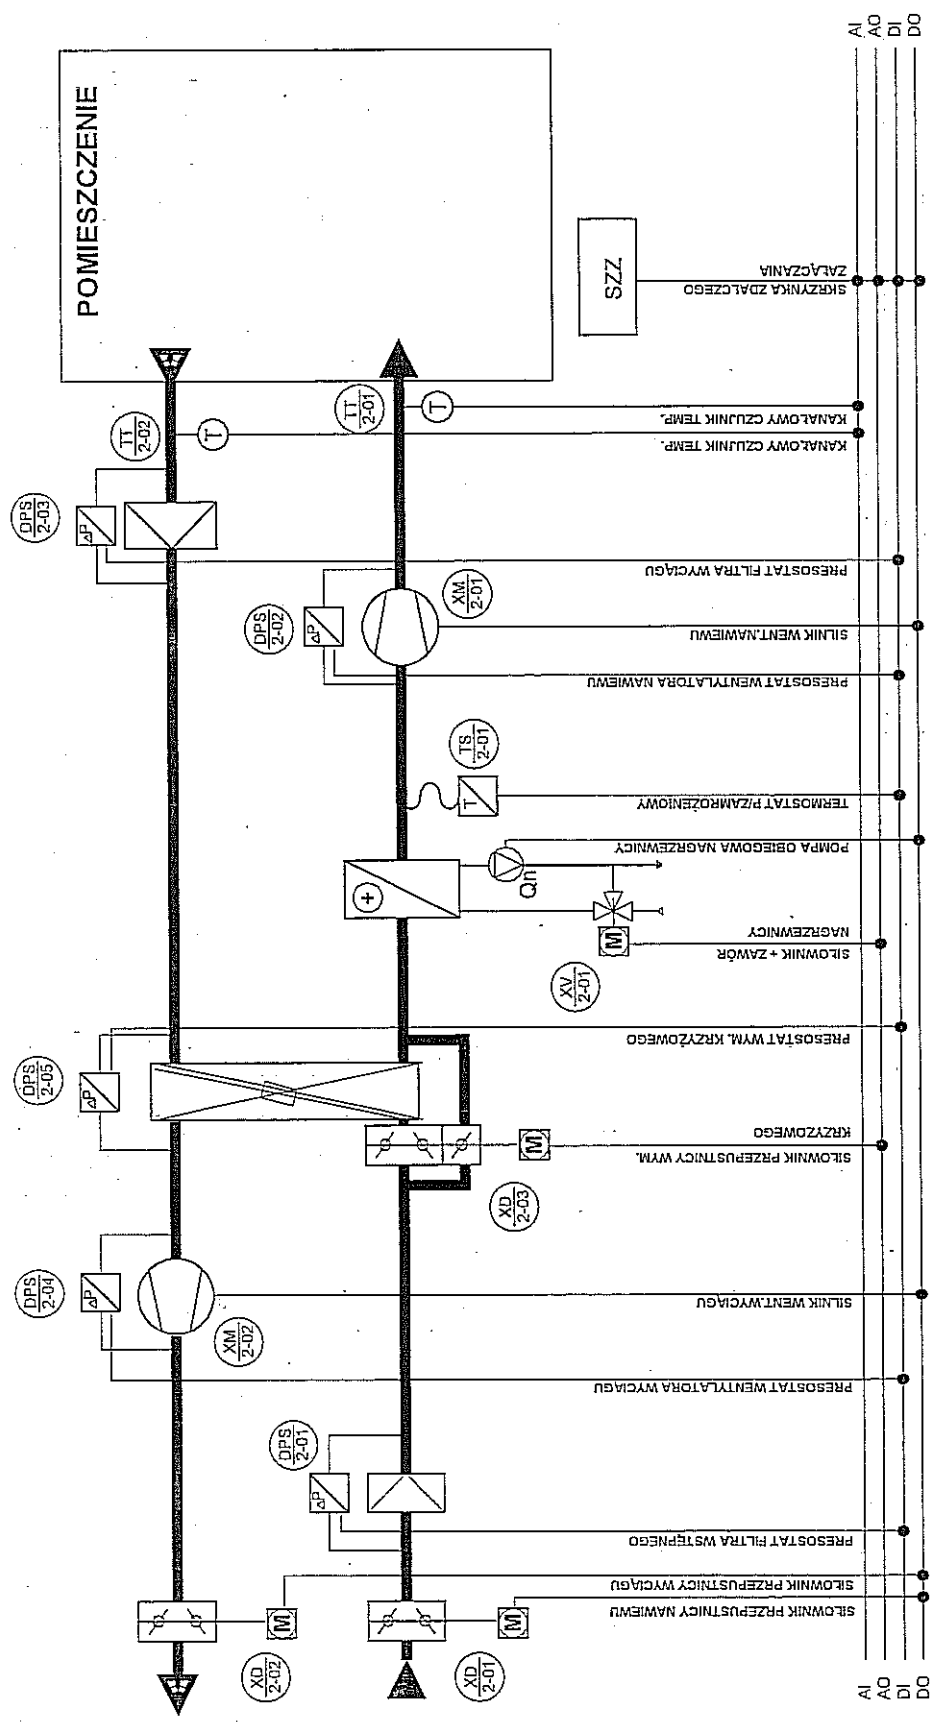 POMIESZCZENIE
SZZ
AI
AO
DI
DO
SKRZYNKA ZDALCZEGO
ZAŁĄCZANIA
TT
2-02
T
TT
2-01
T
KANAŁOWY CZUJNIK TEMP.
KANAŁOWY CZUJNIK TEMP.
DPS
2-03
ΔP
PRESOSTAT FILTRA WYCIĄGU
DPS
2-02
ΔP
XM
2-01
SILNIK WENT.NAWIEWU
PRESOSTAT WENTYLATORA NAWIEWU
TS
2-01
T
TERMOSTAT P/ZAMROŻENIOWY
POMPA OBIEGOWA NAGRZEWNICY
+
Qn
M
XV
2-01
SIŁOWNIK + ZAWÓR
NAGRZEWNICY
DPS
2-05
ΔP
PRESOSTAT WYM. KRZYŻOWEGO
M
XD
2-03
SIŁOWNIK PRZEPUSTNICY WYM.
KRZYŻOWEGO
DPS
2-04
ΔP
XM
2-02
SILNIK WENT.WYCIĄGU
PRESOSTAT WENTYLATORA WYCIĄGU
DPS
2-01
ΔP
PRESOSTAT FILTRA WSTĘPNEGO
SIŁOWNIK PRZEPUSTNICY WYCIĄGU
SIŁOWNIK PRZEPUSTNICY NAWIEWU
M
XD
2-02
M
XD
2-01
AI
AO
DI
DO